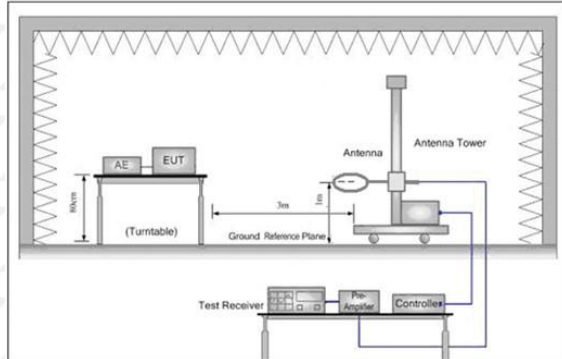 Antenna
Antenna Tower
AE
EUT
80cm
(Turntable)
3m
1m
Ground Reference Plane
Test Receiver
Pre-
Amplifier
Controller